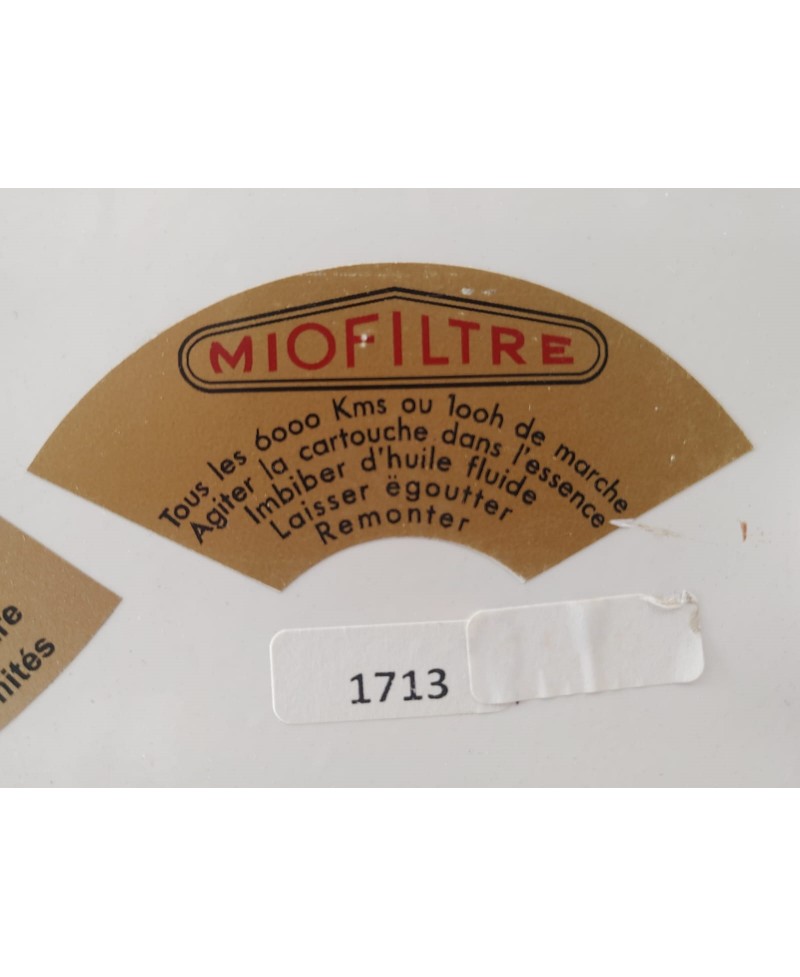 MIOFILTRE
Tous les 6000 Kms ou 100h de marche
Agiter la cartouche dans l'essence
Imbiber d'huile fluide
Laisser ëgoutter
Remonter
1713